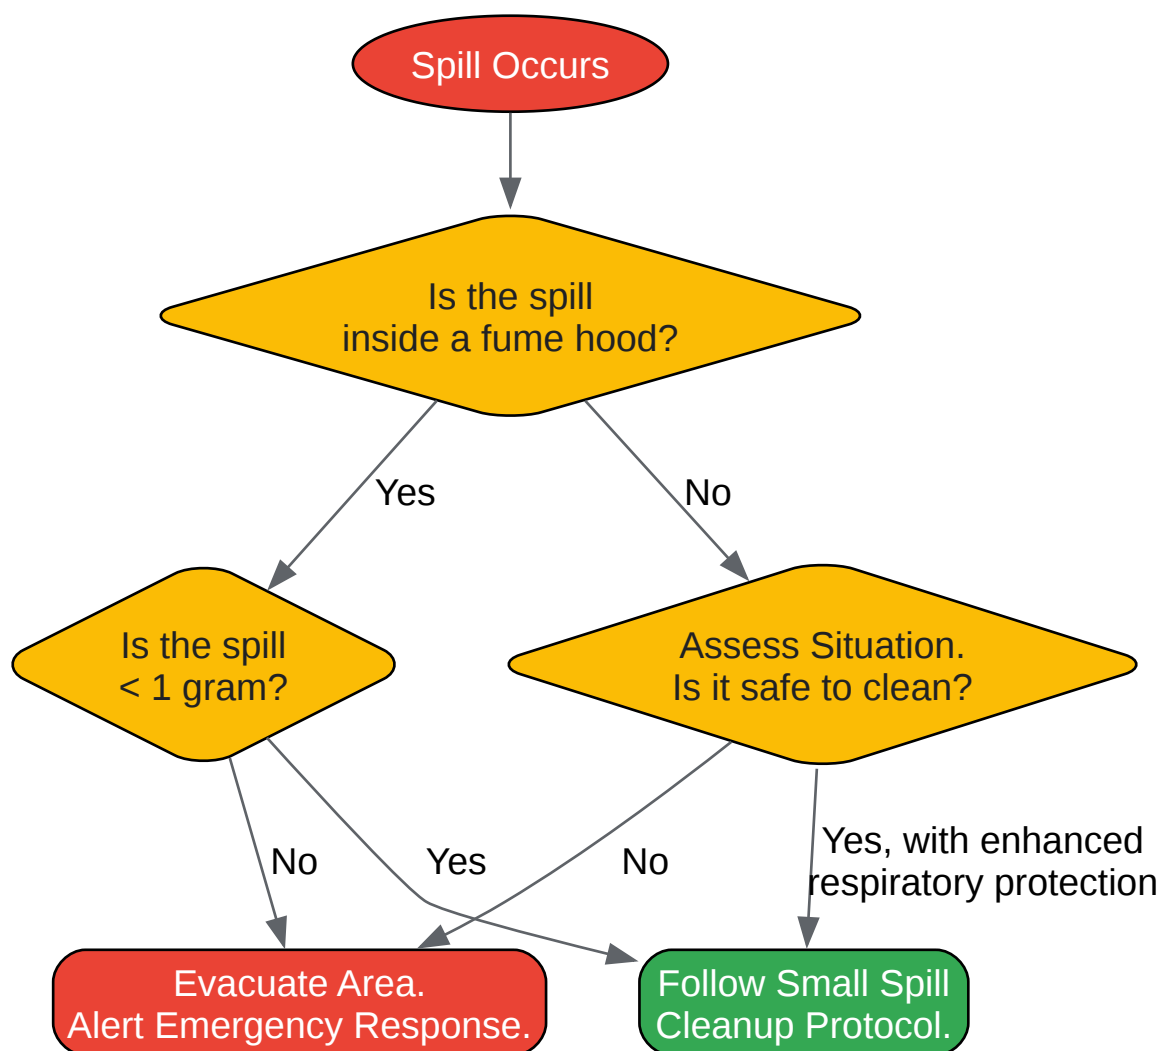 Spill Occurs
Is the spill
inside a fume hood?
Yes
No
Is the spill
< 1 gram?
Assess Situation.
Is it safe to clean?
No
Yes
No
Yes, with enhanced
respiratory protection
Evacuate Area.
Alert Emergency Response.
Follow Small Spill
Cleanup Protocol.